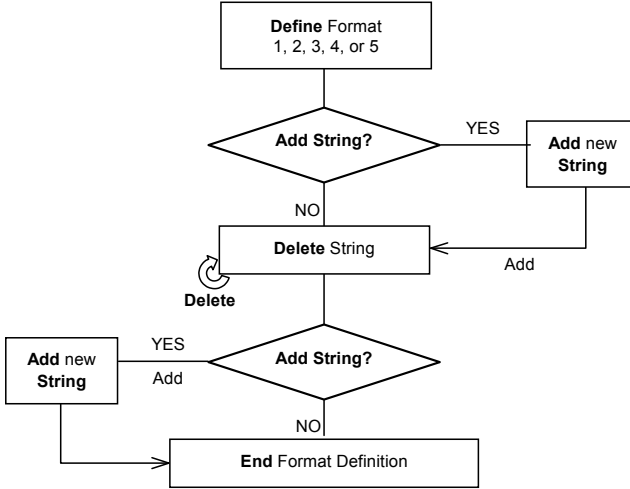 Define Format
1, 2, 3, 4, or 5
Add String?
YES
Add new
String
NO
Delete String
Add
Delete
Add String?
YES
Add
Add new
String
NO
End Format Definition